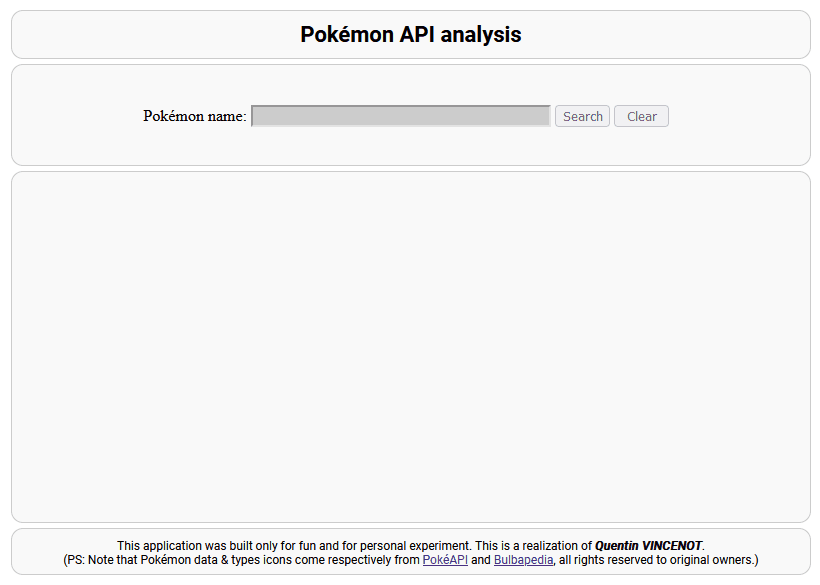 Pokémon API analysis
Pokémon name: Search Clear
This application was built only for fun and for personal experiment. This is a realization of Quentin VINCENOT.
(PS: Note that Pokémon data & types icons come respectively from PokéAPI and Bulbapedia, all rights reserved to original owners.)